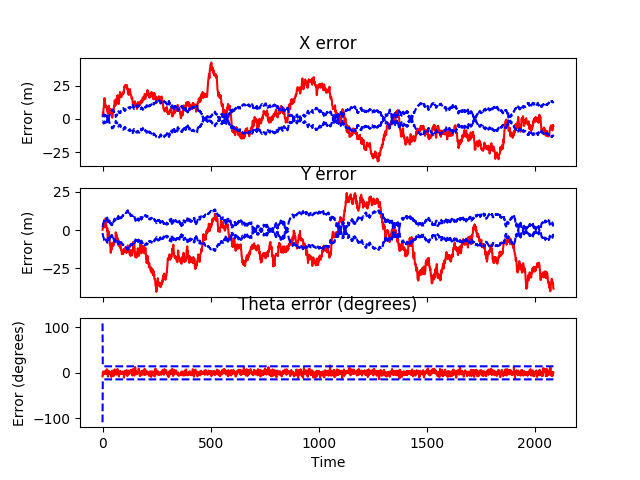 X error
Error (m)
25
0
−25
Y error
Error (m)
25
0
−25
Theta error (degrees)
Error (degrees)
100
0
−100
0 500 1000 1500 2000
Time